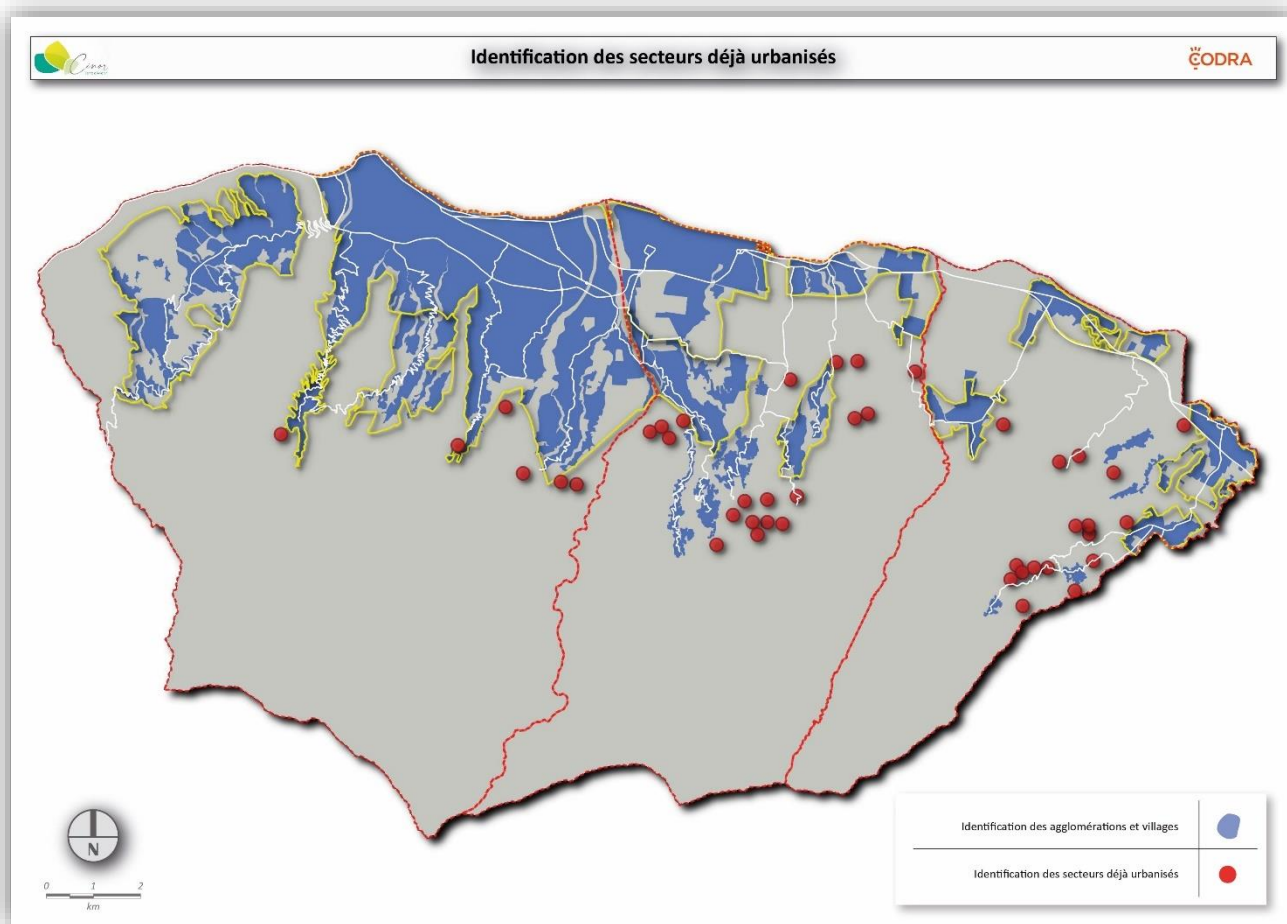 Cinor
Identification des secteurs déjà urbanisés
CODRA
N
0 1 2
km
Identification des agglomérations et villages
Identification des secteurs déjà urbanisés